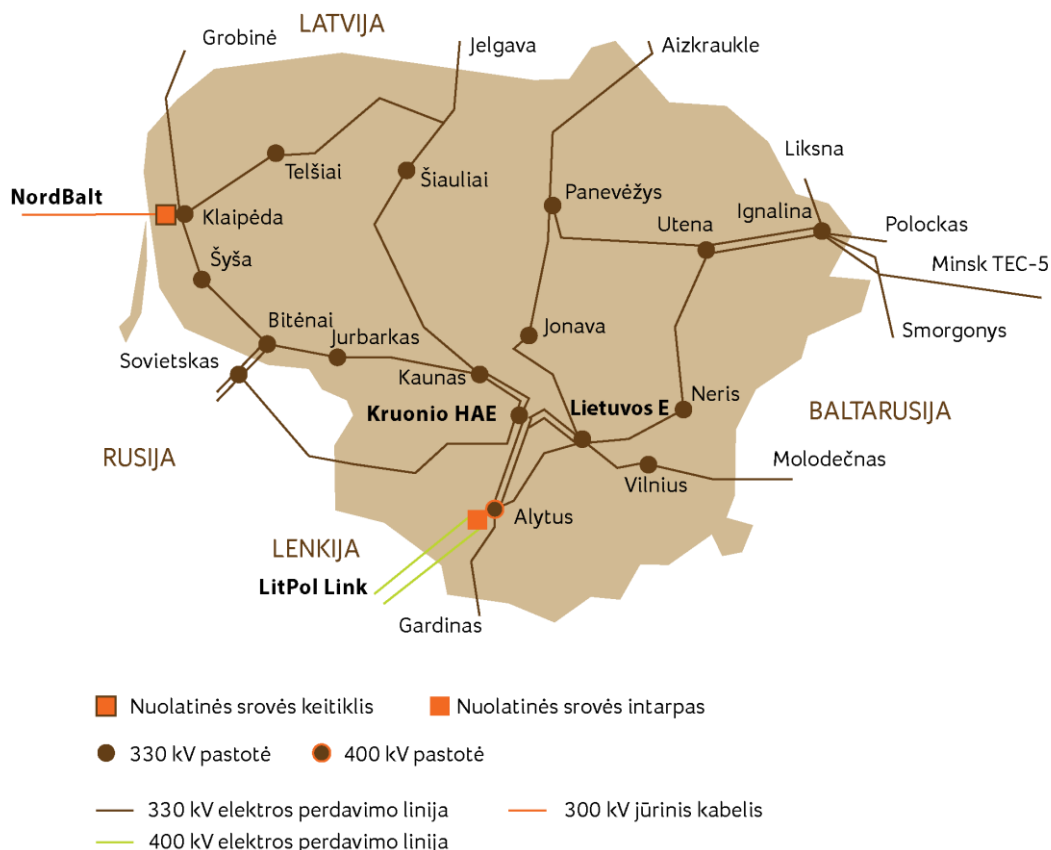 LATVIJA
Grobinė
Jelgava
Aizkraukle
Telšiai
Šiauliai
Liksna
NordBalt
Klaipėda
Panevėžys
Ignalina
Utena
Polockas
Šyša
Minsk TEC-5
Bitėnai
Jurbarkas
Jonava
Smorgonys
Sovietskas
Kaunas
Neris
Kruonio HAE
Lietuvos E
BALTARUSIJA
RUSIJA
Molodečnas
Vilnius
Alytus
LENKIJA
LitPol Link
Gardinas
Nuolatinės srovės keitiklis
Nuolatinės srovės intarpas
330 kV pastotė
400 kV pastotė
330 kV elektros perdavimo linija
300 kV jūrinis kabelis
400 kV elektros perdavimo linija